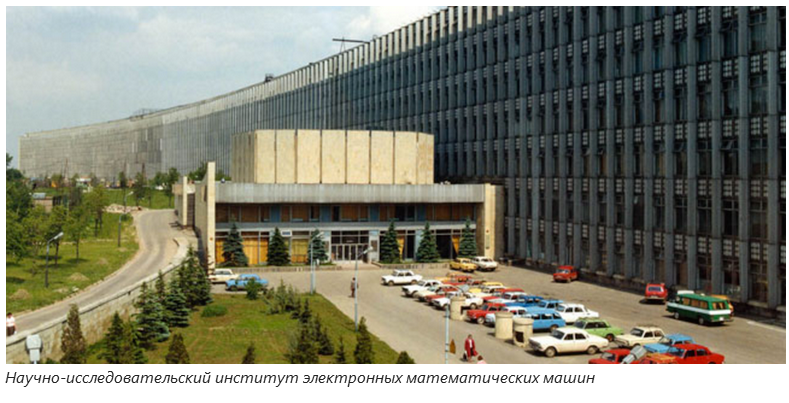 Научно-исследовательский институт электронных математических машин